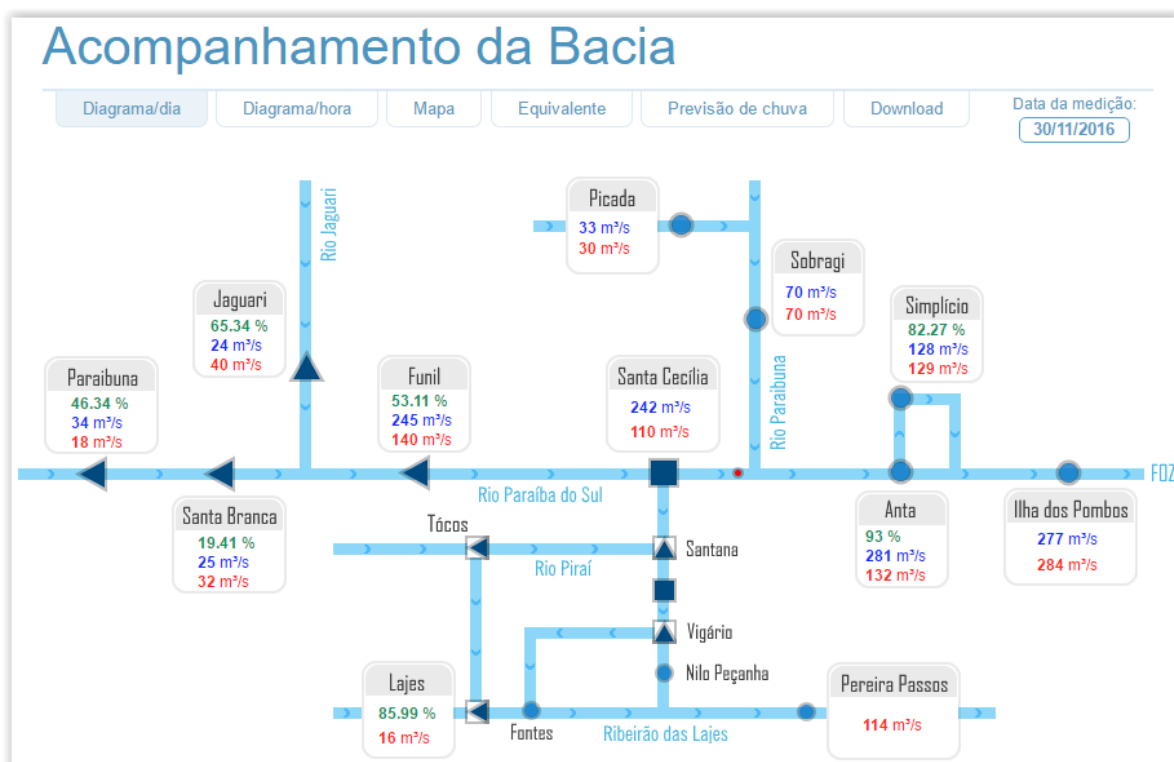 Acompanhamento da Bacia
Diagrama/dia
Diagrama/hora
Mapa
Equivalente
Previsão de chuva
Download
Data da medição:
30/11/2016
Rio Jaguari
Picada
33 m³/s
30 m³/s
Sobragi
70 m³/s
70 m³/s
Jaguari
65.34 %
24 m³/s
40 m³/s
Simplício
82.27 %
128 m³/s
129 m³/s
Paraibuna
46.34 %
34 m³/s
18 m³/s
Funil
53.11 %
245 m³/s
140 m³/s
Santa Cecília
242 m³/s
110 m³/s
Rio Paraibuna
FOZ
Rio Paraíba do Sul
Santa Branca
19.41 %
25 m³/s
32 m³/s
Tócos
Rio Piraí
Santana
Anta
93 %
281 m³/s
132 m³/s
Ilha dos Pombos
277 m³/s
284 m³/s
Vigário
Nilo Peçanha
Lajes
85.99 %
16 m³/s
Fontes
Ribeirão das Lajes
Pereira Passos
114 m³/s